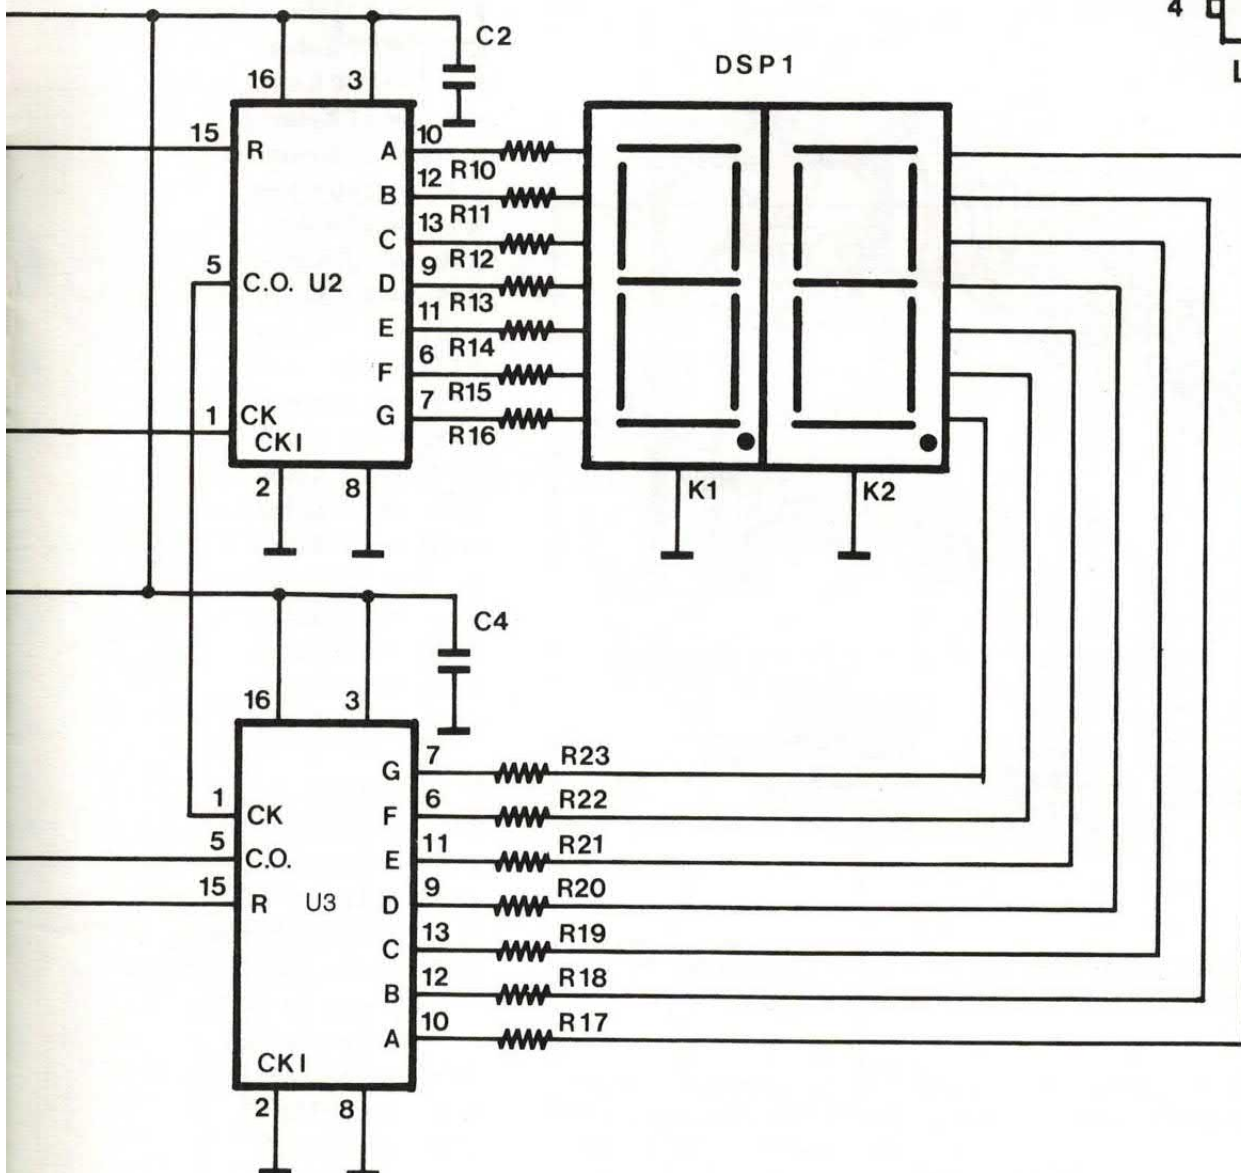 4
L
C2
DSP1
16 3
15 R
A 10
R10
B 12
R11
C 13
R12
5 C.O. U2
D 9
R13
E 11
R14
F 6
R15
1 CK
CKI
G 7
R16
2 8
K1 K2
C4
16 3
G 7 R23
1 CK
F 6 R22
5 C.O.
E 11 R21
15 R U3
D 9 R20
C 13 R19
B 12 R18
A 10 R17
CKI
2 8